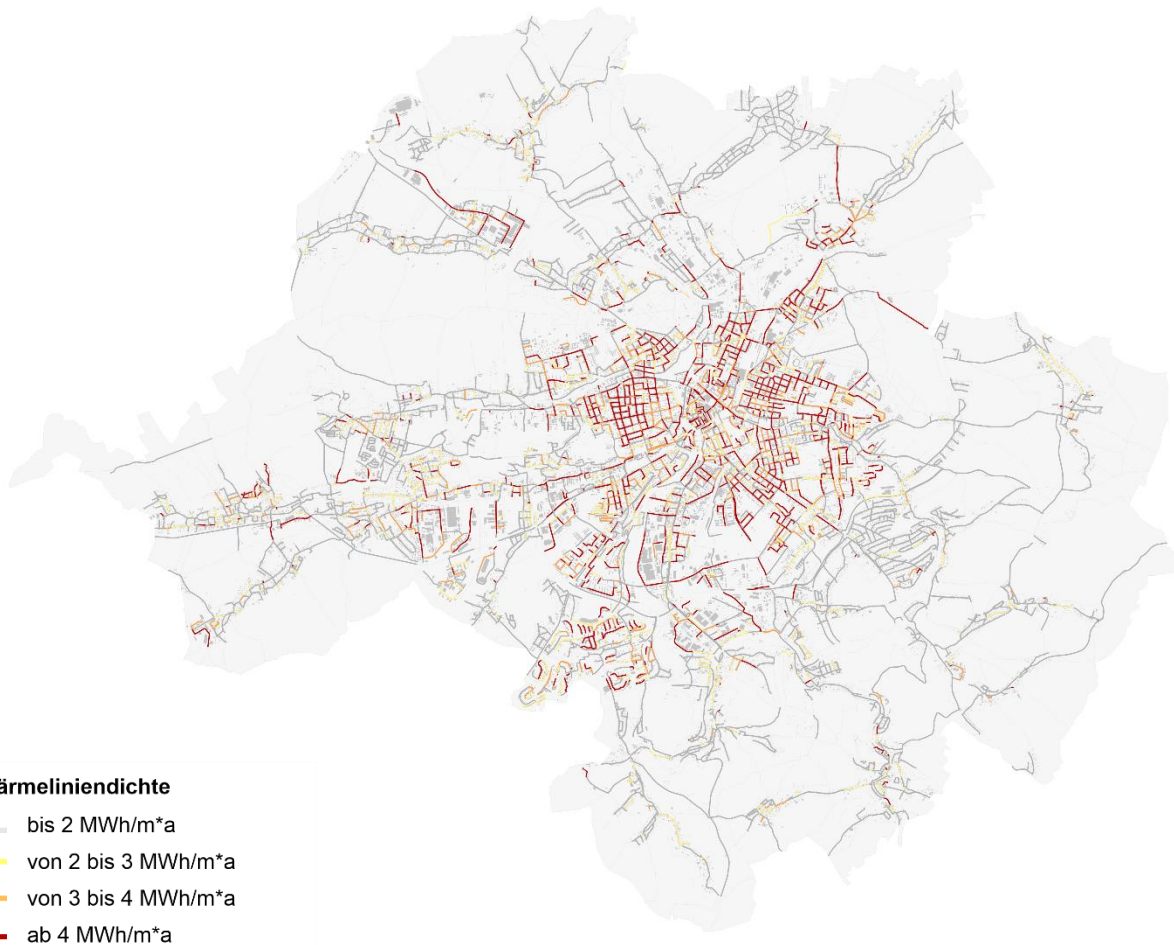 ärmeliniendichte
bis 2 MWh/m*a
von 2 bis 3 MWh/m*a
von 3 bis 4 MWh/m*a
ab 4 MWh/m*a